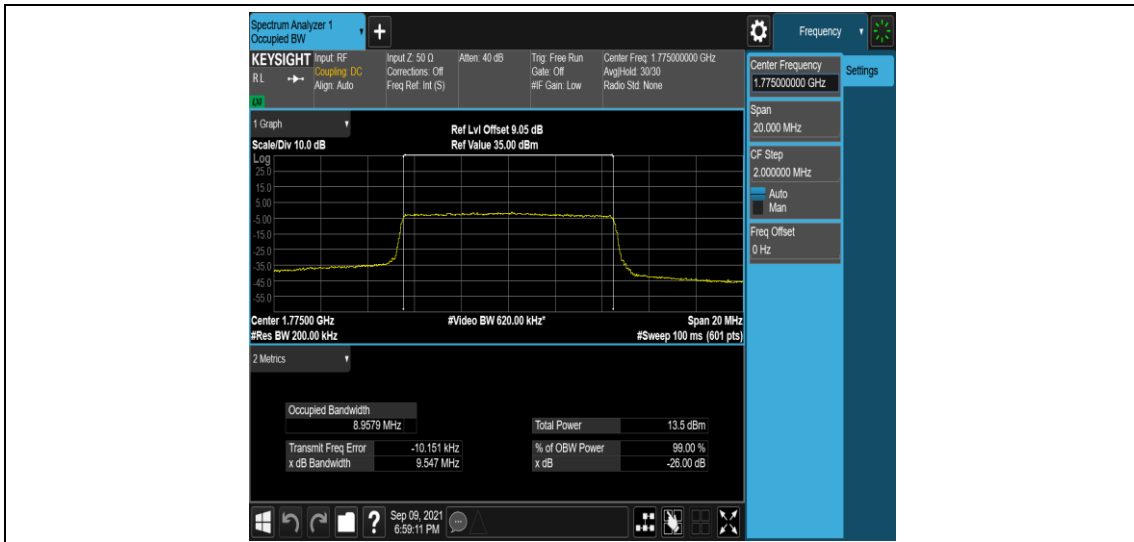 Spectrum Analyzer 1
Occupied BW
+
Frequency
KEYSIGHT
RL
LXI
Input: RF
Coupling: DC
Align: Auto
Input Z: 50 Ω
Corrections: Off
Freq Ref: Int (S)
Atten: 40 dB
Trig: Free Run
Gate: Off
#IF Gain: Low
Center Freq: 1.775000000 GHz
Avg|Hold: 30/30
Radio Std: None
Center Frequency
1.775000000 GHz
Settings
Span
20.000 MHz
CF Step
2.000000 MHz
Auto
Man
Freq Offset
0 Hz
1 Graph
Scale/Div 10.0 dB
Ref Lvl Offset 9.05 dB
Ref Value 35.00 dBm
Log
25.0
15.0
5.00
-5.00
-15.0
-25.0
-35.0
-45.0
-55.0
Center 1.77500 GHz
#Video BW 620.00 kHz*
Span 20 MHz
#Res BW 200.00 kHz
#Sweep 100 ms (601 pts)
2 Metrics
Occupied Bandwidth
8.9579 MHz
Total Power 13.5 dBm
Transmit Freq Error -10.151 kHz
% of OBW Power 99.00 %
x dB Bandwidth 9.547 MHz
x dB -26.00 dB
?
Sep 09, 2021
6:59:11 PM